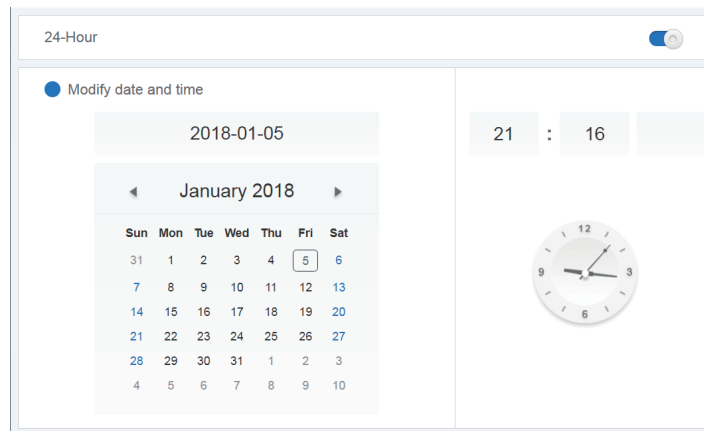 24-Hour
Modify date and time
2018-01-05
21 : 16
January 2018
Sun Mon Tue Wed Thu Fri Sat
31 1 2 3 4 5 6
7 8 9 10 11 12 13
14 15 16 17 18 19 20
21 22 23 24 25 26 27
28 29 30 31 1 2 3
4 5 6 7 8 9 10
12
9 3
6